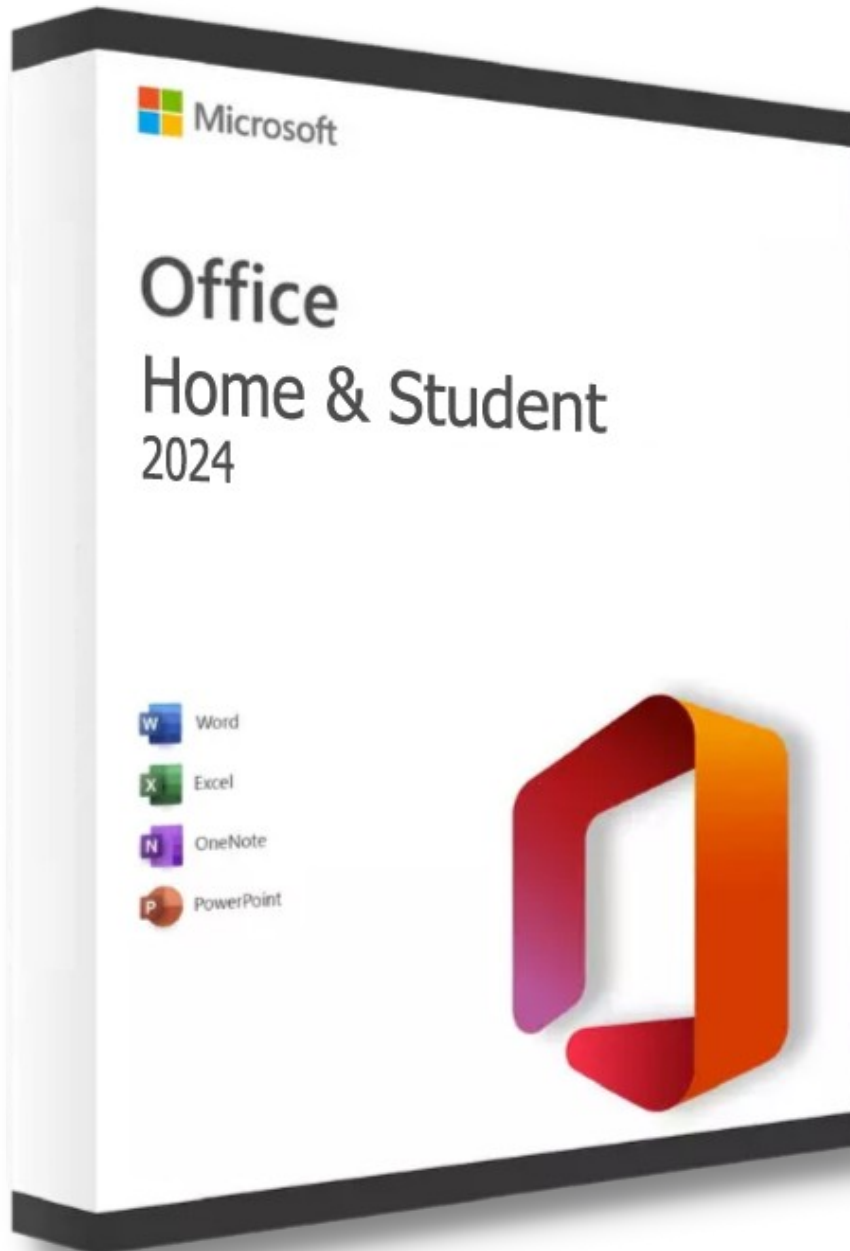 Microsoft
Office
Home & Student
2024
W Word
X Excel
N OneNote
P PowerPoint